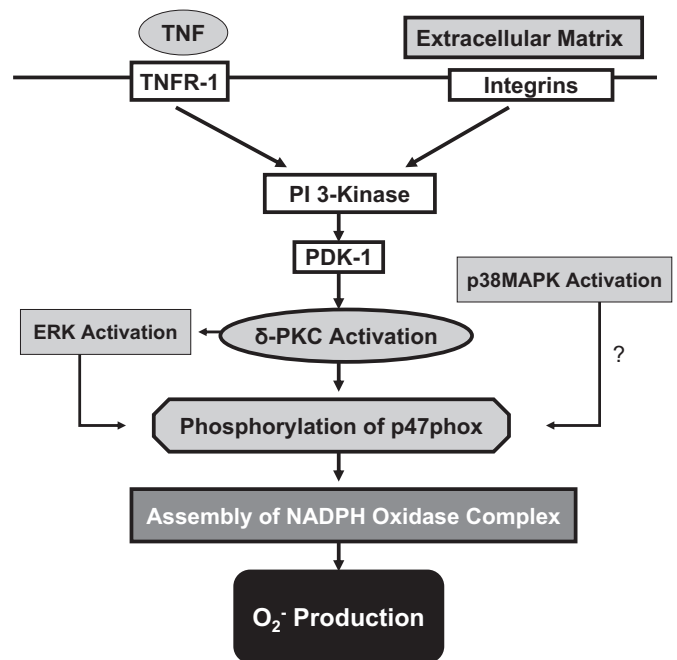 TNF
Extracellular Matrix
TNFR-1
Integrins
PI 3-Kinase
PDK-1
p38MAPK Activation
ERK Activation
δ-PKC Activation
?
Phosphorylation of p47phox
Assembly of NADPH Oxidase Complex
O₂⁻ Production